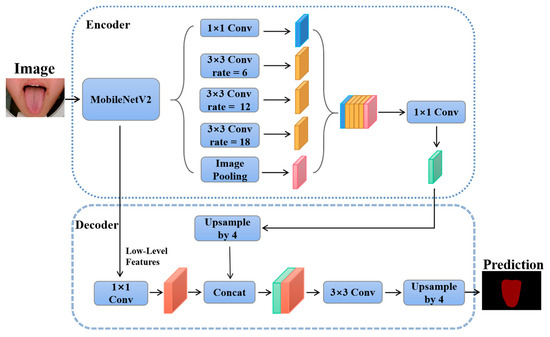 Encoder
Image
MobileNetV2
1×1 Conv
3×3 Conv
rate = 6
3×3 Conv
rate = 12
3×3 Conv
rate = 18
Image
Pooling
1×1 Conv
Decoder
Upsample
by 4
Low-Level
Features
1×1
Conv
Concat
3×3 Conv
Upsample
by 4
Prediction